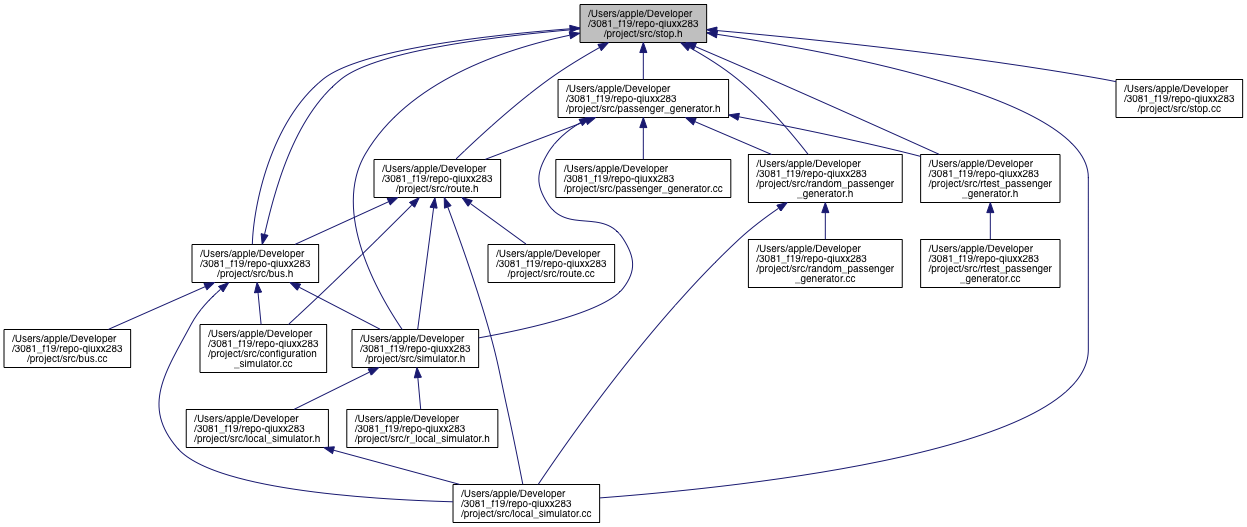 /Users/apple/Developer
/3081_f19/repo-qiuxx283
/project/src/stop.h
/Users/apple/Developer
/3081_f19/repo-qiuxx283
/project/src/passenger_generator.h
/Users/apple/Developer
/3081_f19/repo-qiuxx283
/project/src/stop.cc
/Users/apple/Developer
/3081_f19/repo-qiuxx283
/project/src/route.h
/Users/apple/Developer
/3081_f19/repo-qiuxx283
/project/src/passenger_generator.cc
/Users/apple/Developer
/3081_f19/repo-qiuxx283
/project/src/random_passenger
_generator.h
/Users/apple/Developer
/3081_f19/repo-qiuxx283
/project/src/rtest_passenger
_generator.h
/Users/apple/Developer
/3081_f19/repo-qiuxx283
/project/src/bus.h
/Users/apple/Developer
/3081_f19/repo-qiuxx283
/project/src/route.cc
/Users/apple/Developer
/3081_f19/repo-qiuxx283
/project/src/random_passenger
_generator.cc
/Users/apple/Developer
/3081_f19/repo-qiuxx283
/project/src/rtest_passenger
_generator.cc
/Users/apple/Developer
/3081_f19/repo-qiuxx283
/project/src/bus.cc
/Users/apple/Developer
/3081_f19/repo-qiuxx283
/project/src/configuration
_simulator.cc
/Users/apple/Developer
/3081_f19/repo-qiuxx283
/project/src/simulator.h
/Users/apple/Developer
/3081_f19/repo-qiuxx283
/project/src/local_simulator.h
/Users/apple/Developer
/3081_f19/repo-qiuxx283
/project/src/r_local_simulator.h
/Users/apple/Developer
/3081_f19/repo-qiuxx283
/project/src/local_simulator.cc